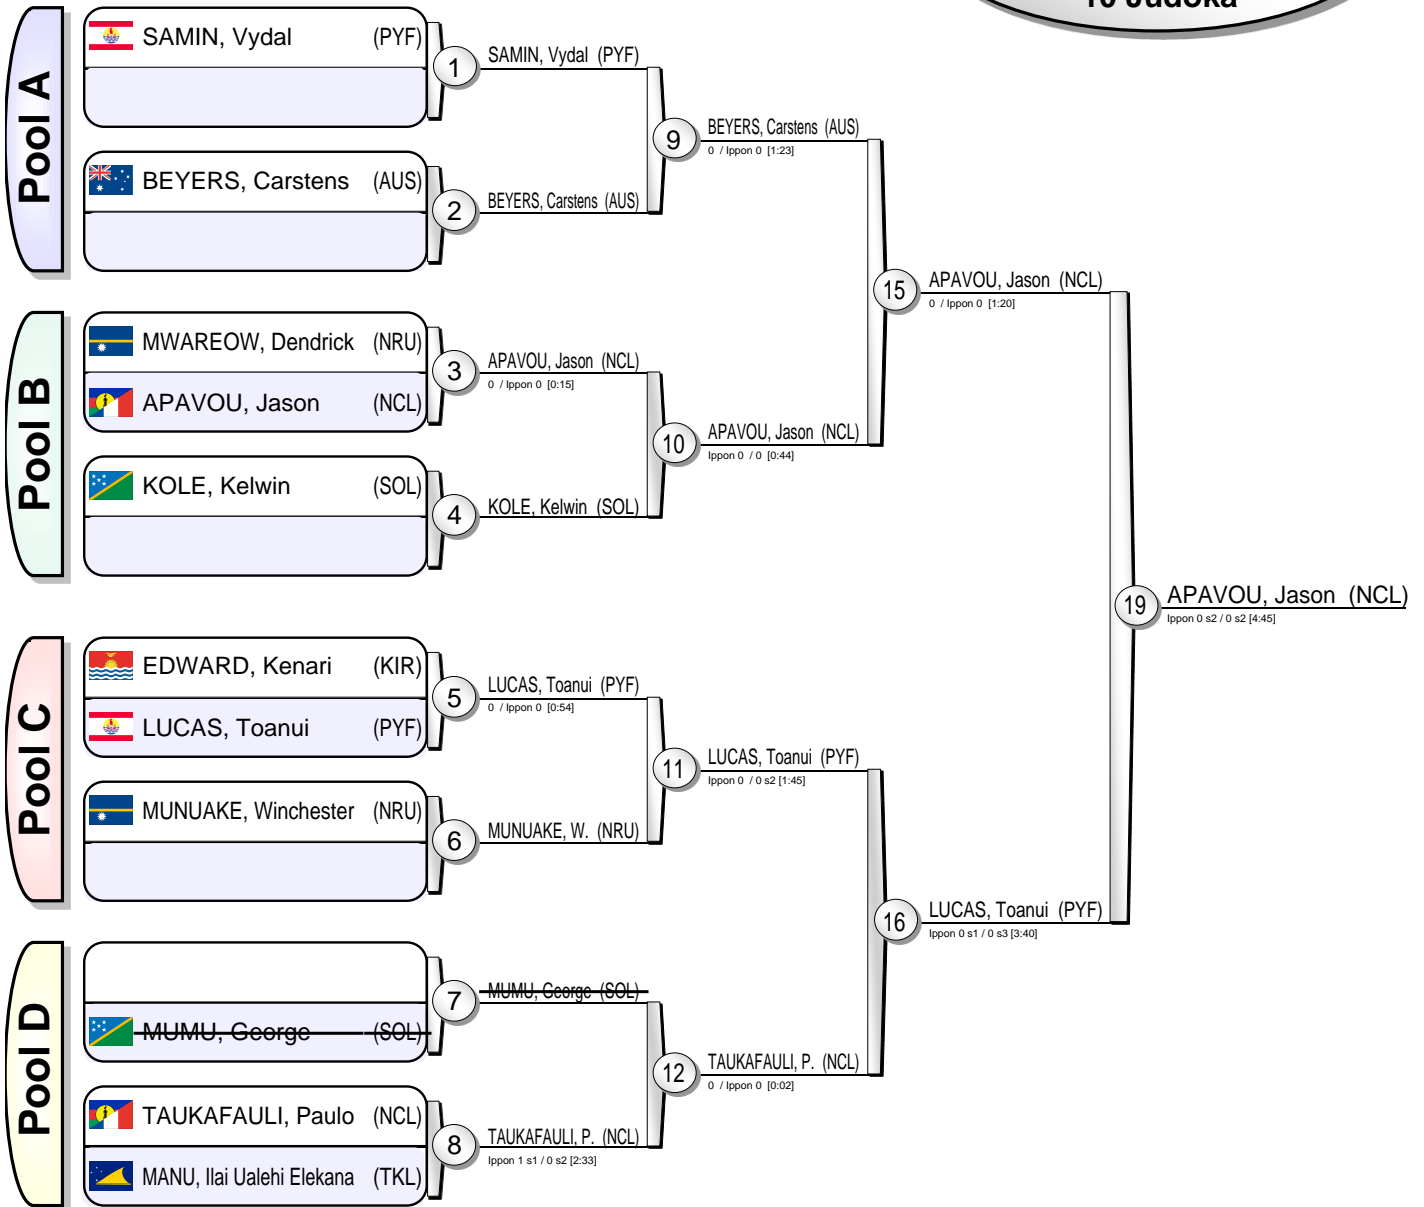 10 Judoka
Pool A
SAMIN, Vydal (PYF)
1
SAMIN, Vydal (PYF)
BEYERS, Carstens (AUS)
2
BEYERS, Carstens (AUS)
9
BEYERS, Carstens (AUS)
0 / Ippon 0 [1:23]
Pool B
MWAREOW, Dendrick (NRU)
APAVOU, Jason (NCL)
3
APAVOU, Jason (NCL)
0 / Ippon 0 [0:15]
KOLE, Kelwin (SOL)
4
KOLE, Kelwin (SOL)
10
APAVOU, Jason (NCL)
Ippon 0 / 0 [0:44]
15
APAVOU, Jason (NCL)
0 / Ippon 0 [1:20]
Pool C
EDWARD, Kenari (KIR)
LUCAS, Toanui (PYF)
5
LUCAS, Toanui (PYF)
0 / Ippon 0 [0:54]
MUNUAKE, Winchester (NRU)
6
MUNUAKE, W. (NRU)
11
LUCAS, Toanui (PYF)
Ippon 0 / 0 s2 [1:45]
Pool D
MUMU, George (SOL)
7
MUMU, George (SOL)
TAUKAFAULI, Paulo (NCL)
MANU, Ilai Ualehi Elekana (TKL)
8
TAUKAFAULI, P. (NCL)
Ippon 1 s1 / 0 s2 [2:33]
12
TAUKAFAULI, P. (NCL)
0 / Ippon 0 [0:02]
16
LUCAS, Toanui (PYF)
Ippon 0 s1 / 0 s3 [3:40]
19
APAVOU, Jason (NCL)
Ippon 0 s2 / 0 s2 [4:45]